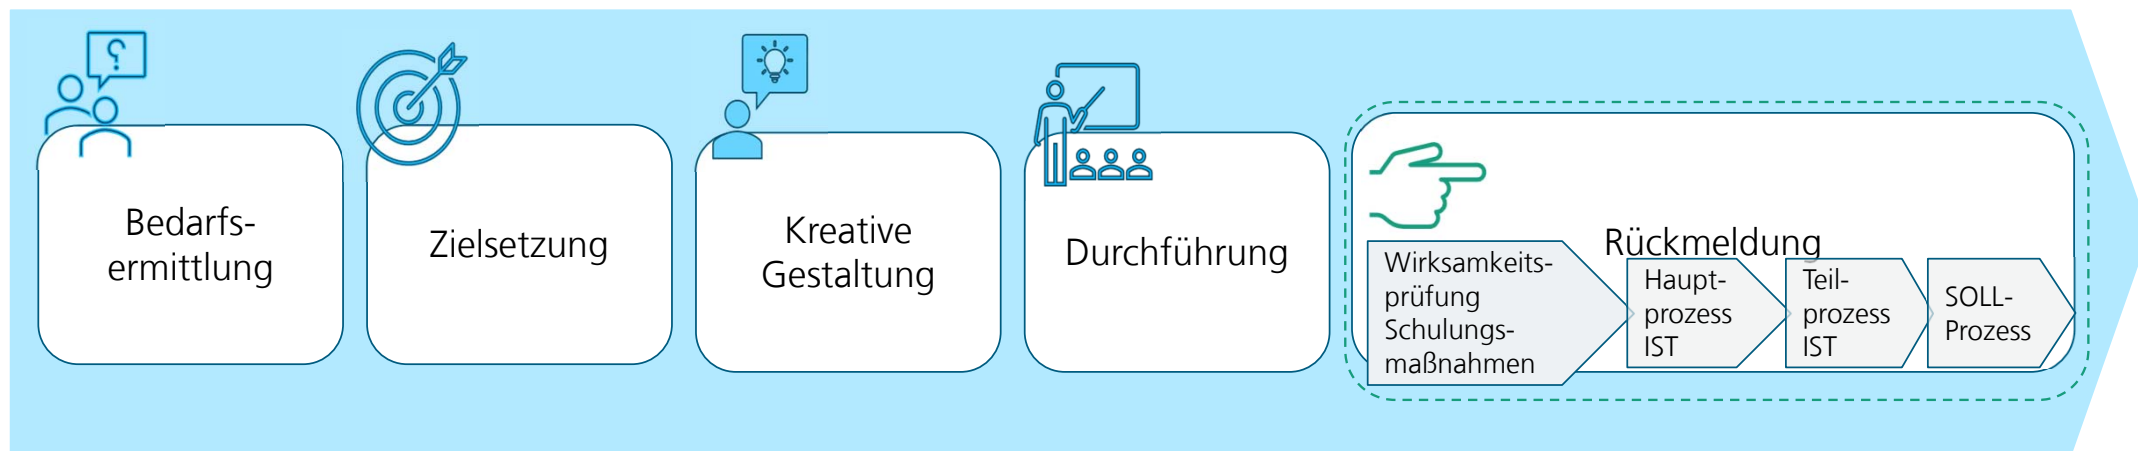 Bedarfs-
ermittlung
Zielsetzung
Kreative
Gestaltung
Durchführung
Rückmeldung
Wirksamkeits-
prüfung
Schulungs-
maßnahmen
Haupt-
prozess
IST
Teil-
prozess
IST
SOLL-
Prozess